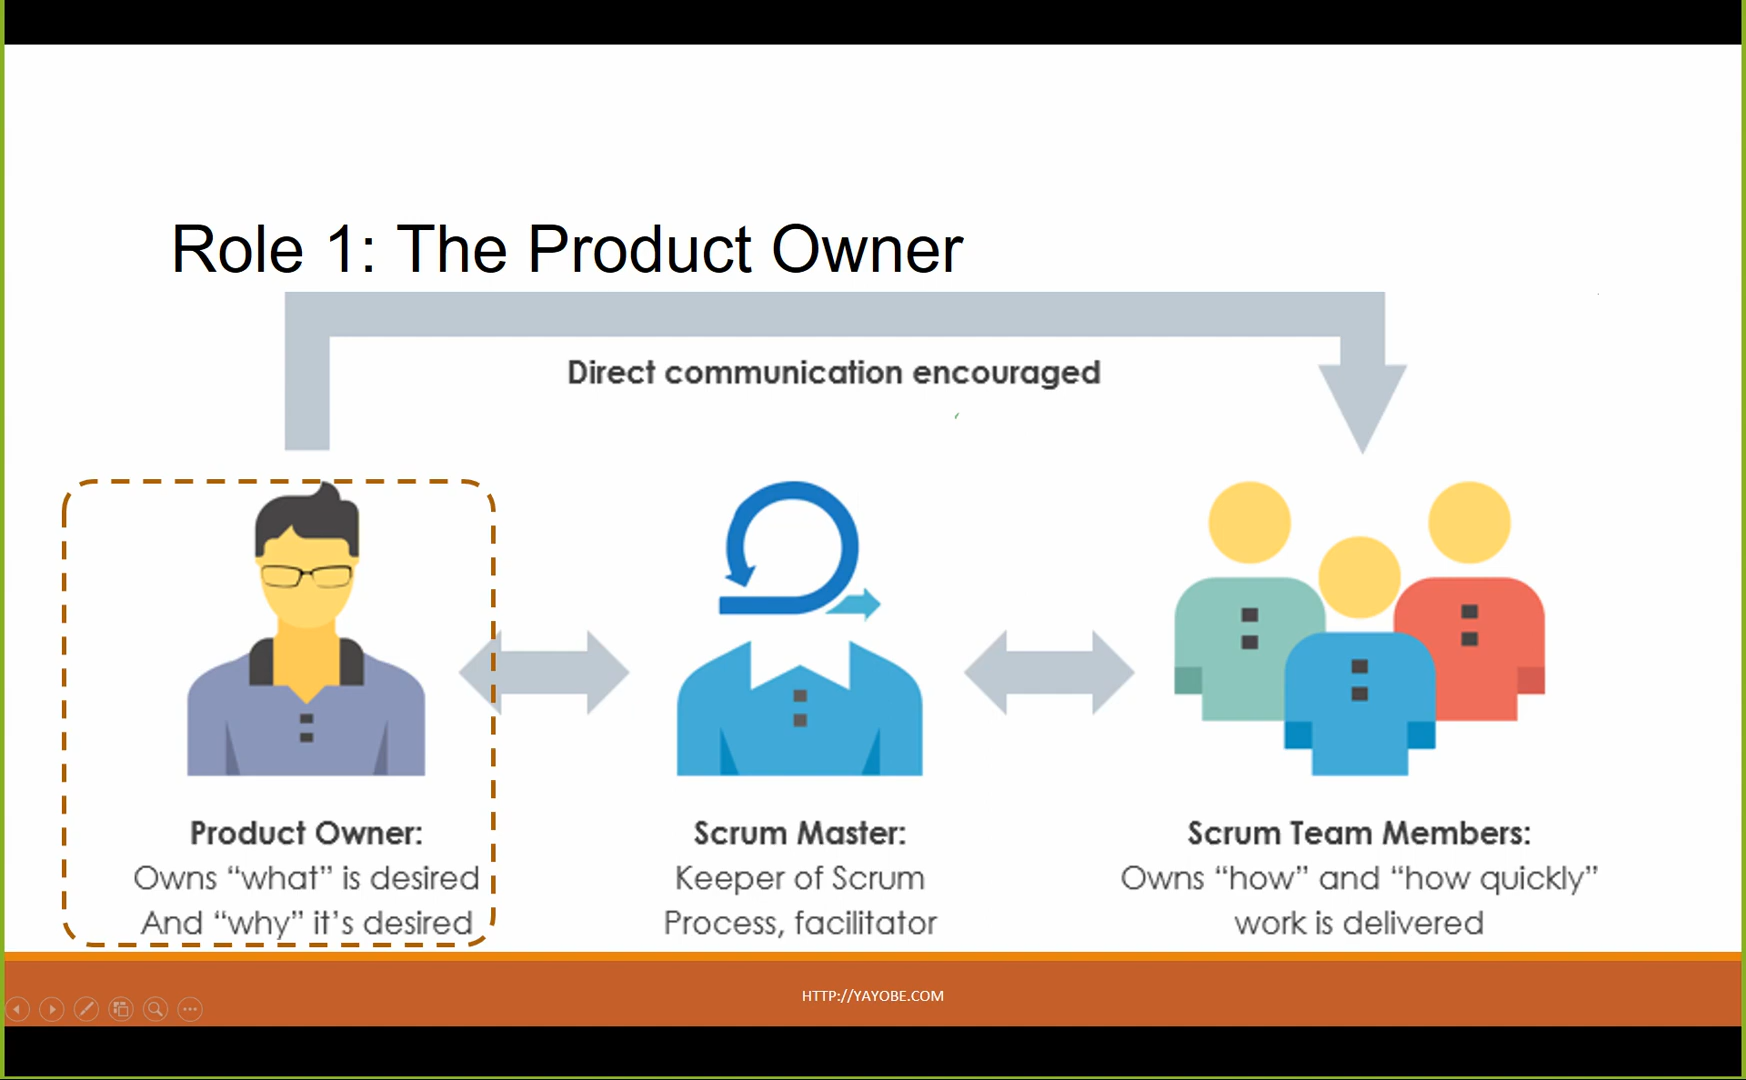 Role 1: The Product Owner
Direct communication encouraged
Product Owner:
Owns “what” is desired
And “why” it’s desired
Scrum Master:
Keeper of Scrum
Process, facilitator
Scrum Team Members:
Owns “how” and “how quickly”
work is delivered
HTTP://YAYOBE.COM